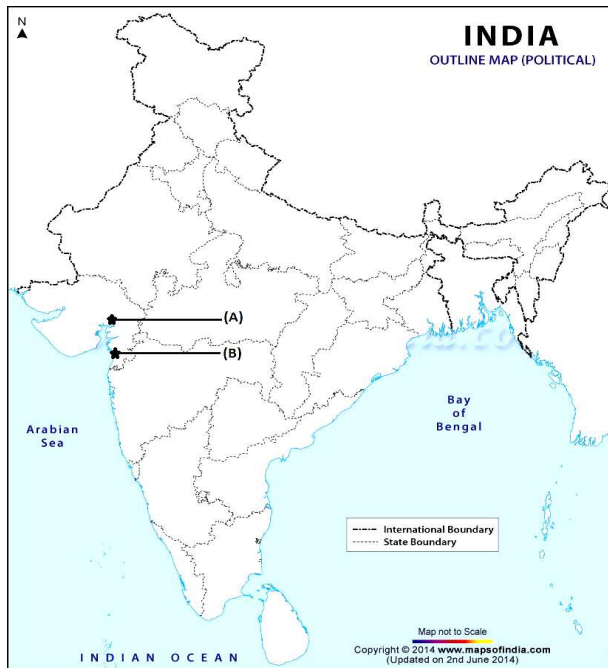 N
INDIA
OUTLINE MAP (POLITICAL)
(A)
(B)
Arabian
Sea
Bay
of
Bengal
International Boundary
State Boundary
Map not to Scale
Copyright © 2014 www.mapsofindia.com
(Updated on 2nd June 2014)
INDIAN OCEAN